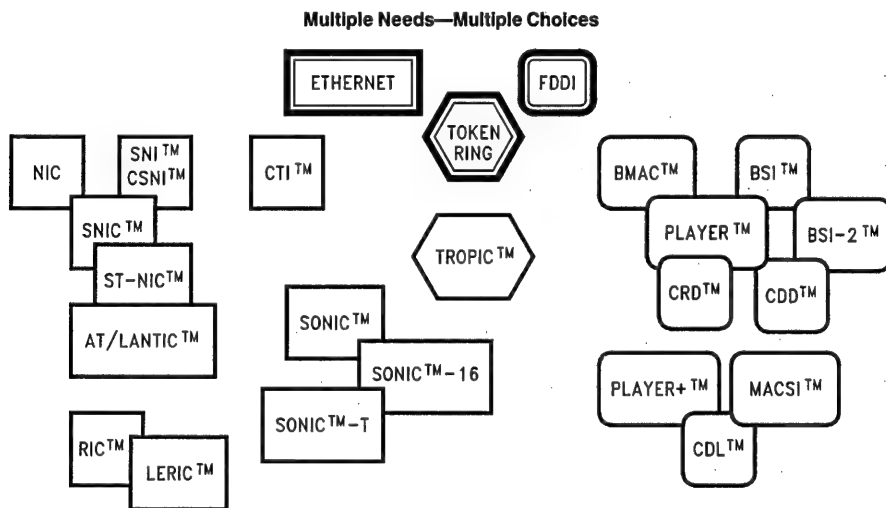 Multiple Needs—Multiple Choices
ETHERNET
FDDI
TOKEN
RING
NIC
SNI™
CSNI™
CTI™
BMAC™
BSI™
SNIC™
PLAYER™
BSI-2™
ST-NIC™
TROPIC™
CRD™
CDD™
AT/LANTIC™
SONIC™
SONIC™-16
PLAYER+™
MACSI™
SONIC™-T
RIC™
LERIC™
CDL™